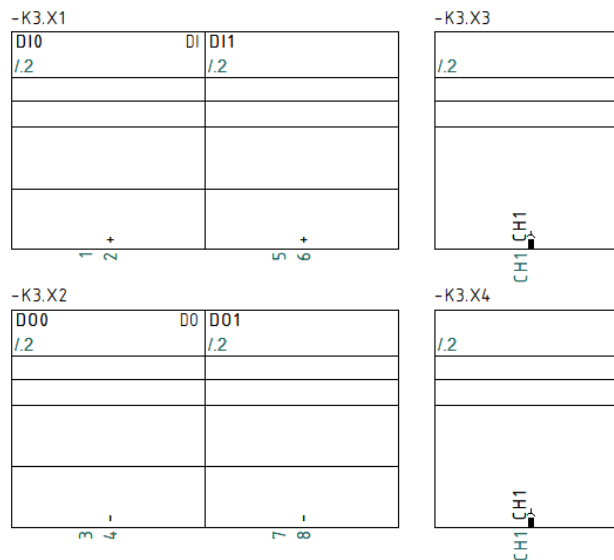 -K3.X1
DI0 DI DI1
/.2 /.2
+ +
1 2 5 6
-K3.X3
/.2
CH1
CH1
-K3.X2
DO0 DO DO1
/.2 /.2
- -
3 4 7 8
-K3.X4
/.2
CH1
CH1